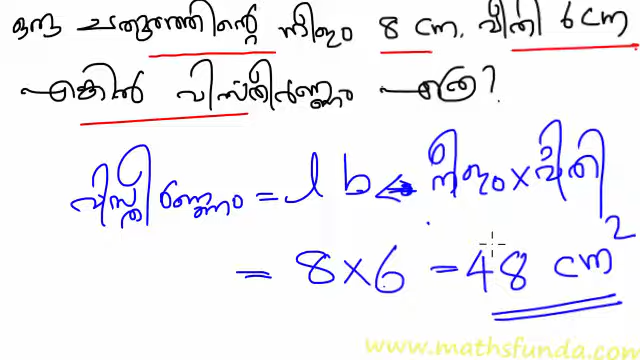 ഒരു ചതുരത്തിന്റെ നീളം 8 cm. വീതി 6 cm
എങ്കിൽ വിസ്തീർണ്ണം എത്ര?
വിസ്തീർണ്ണം = l b ← നീളം × വീതി
= 8 × 6 = 48 cm²
www.mathsfunda.com